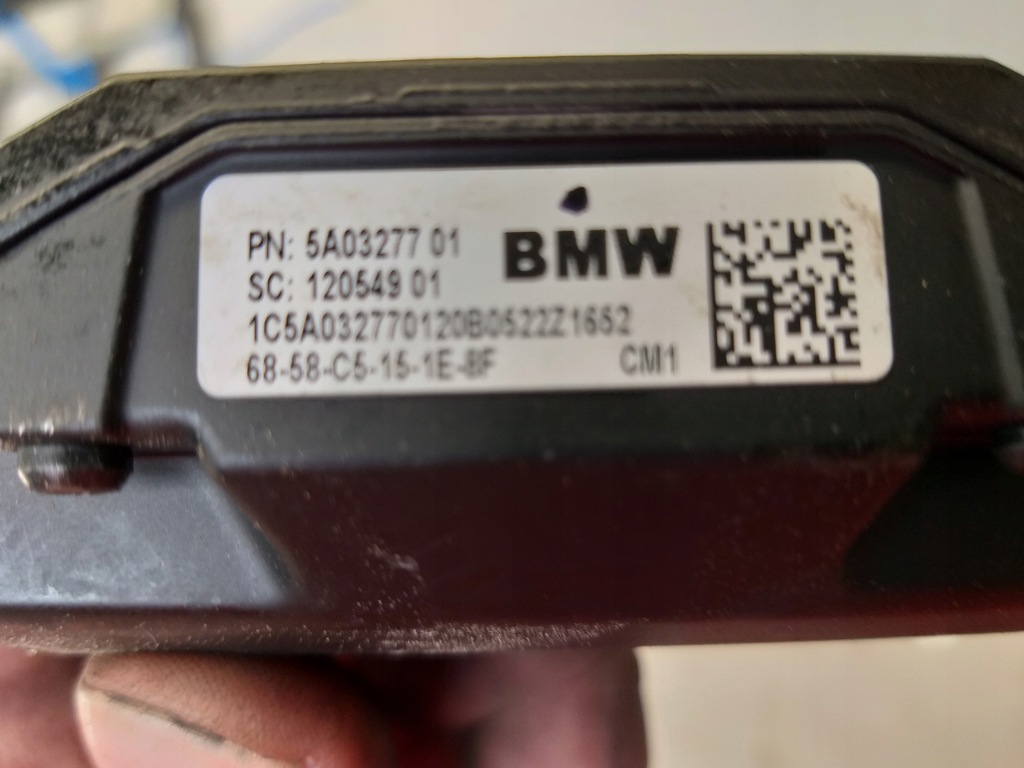 PN: 5A03277 01
BMW
SC: 120549 01
1C5A032770120B0522Z1652
68-58-C5-15-1E-8F
CM1